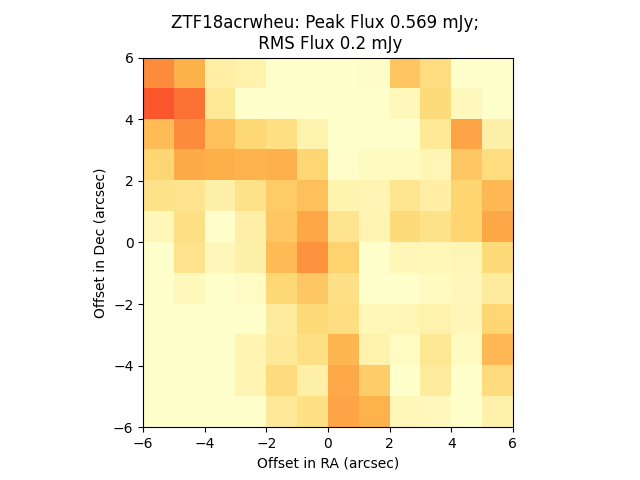 ZTF18acrwheu: Peak Flux 0.569 mJy;
RMS Flux 0.2 mJy
6
4
2
0
−2
−4
−6
Offset in Dec (arcsec)
−6 −4 −2 0 2 4 6
Offset in RA (arcsec)